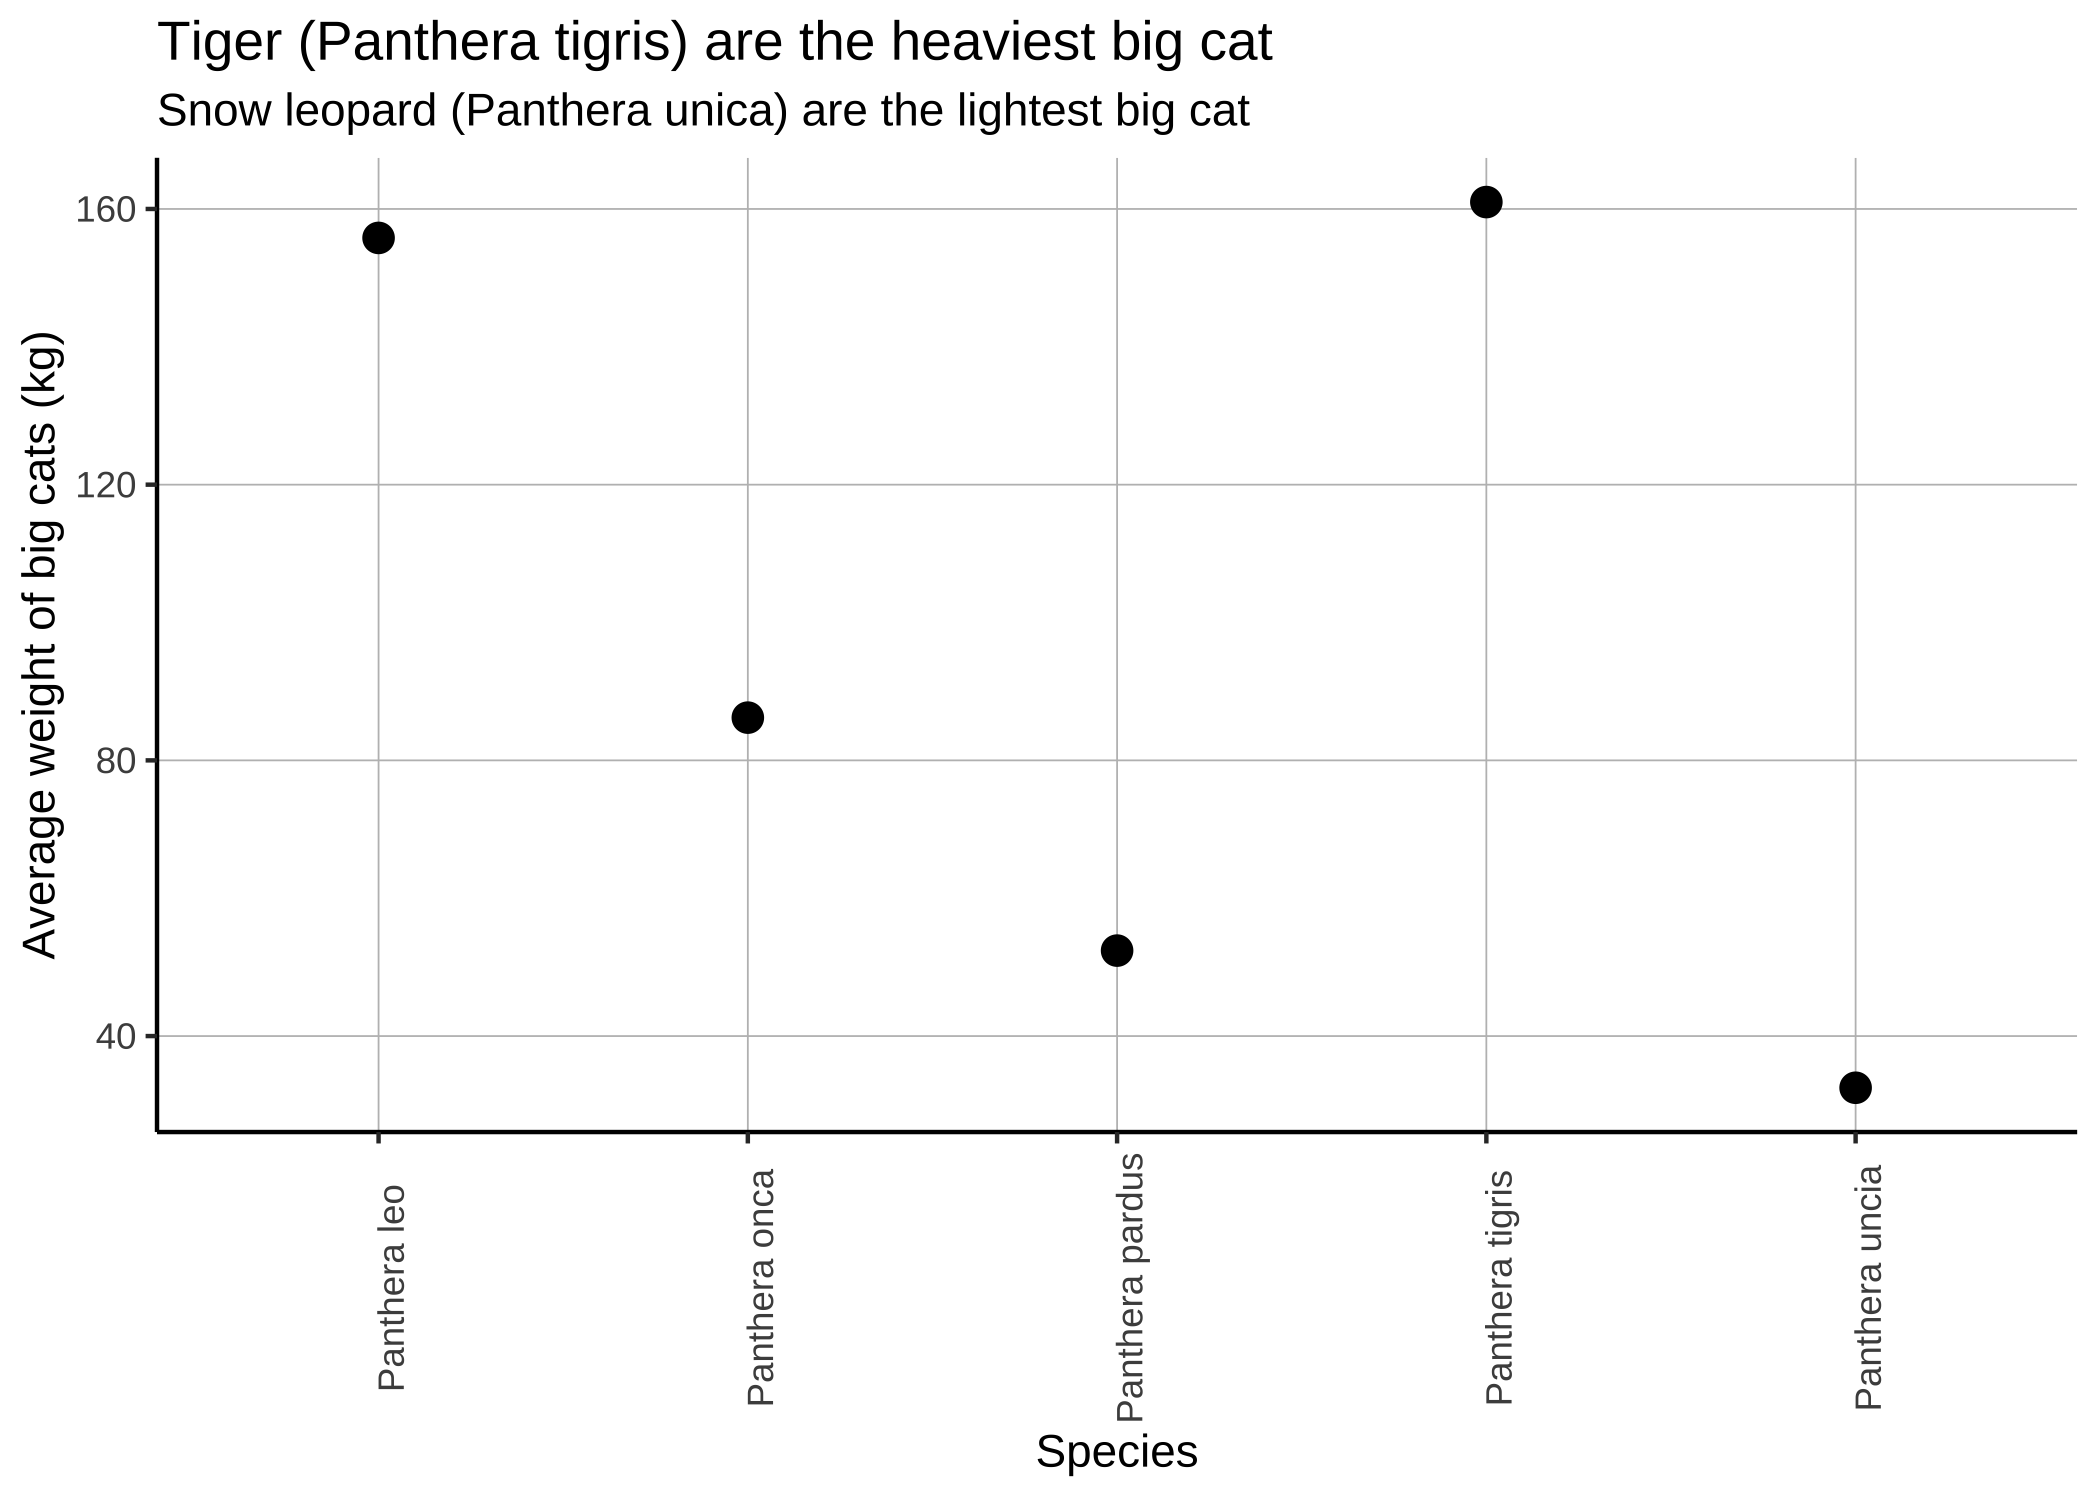 Tiger (Panthera tigris) are the heaviest big cat
Snow leopard (Panthera unica) are the lightest big cat
Average weight of big cats (kg)
160
120
80
40
Panthera leo
Panthera onca
Panthera pardus
Panthera tigris
Panthera uncia
Species